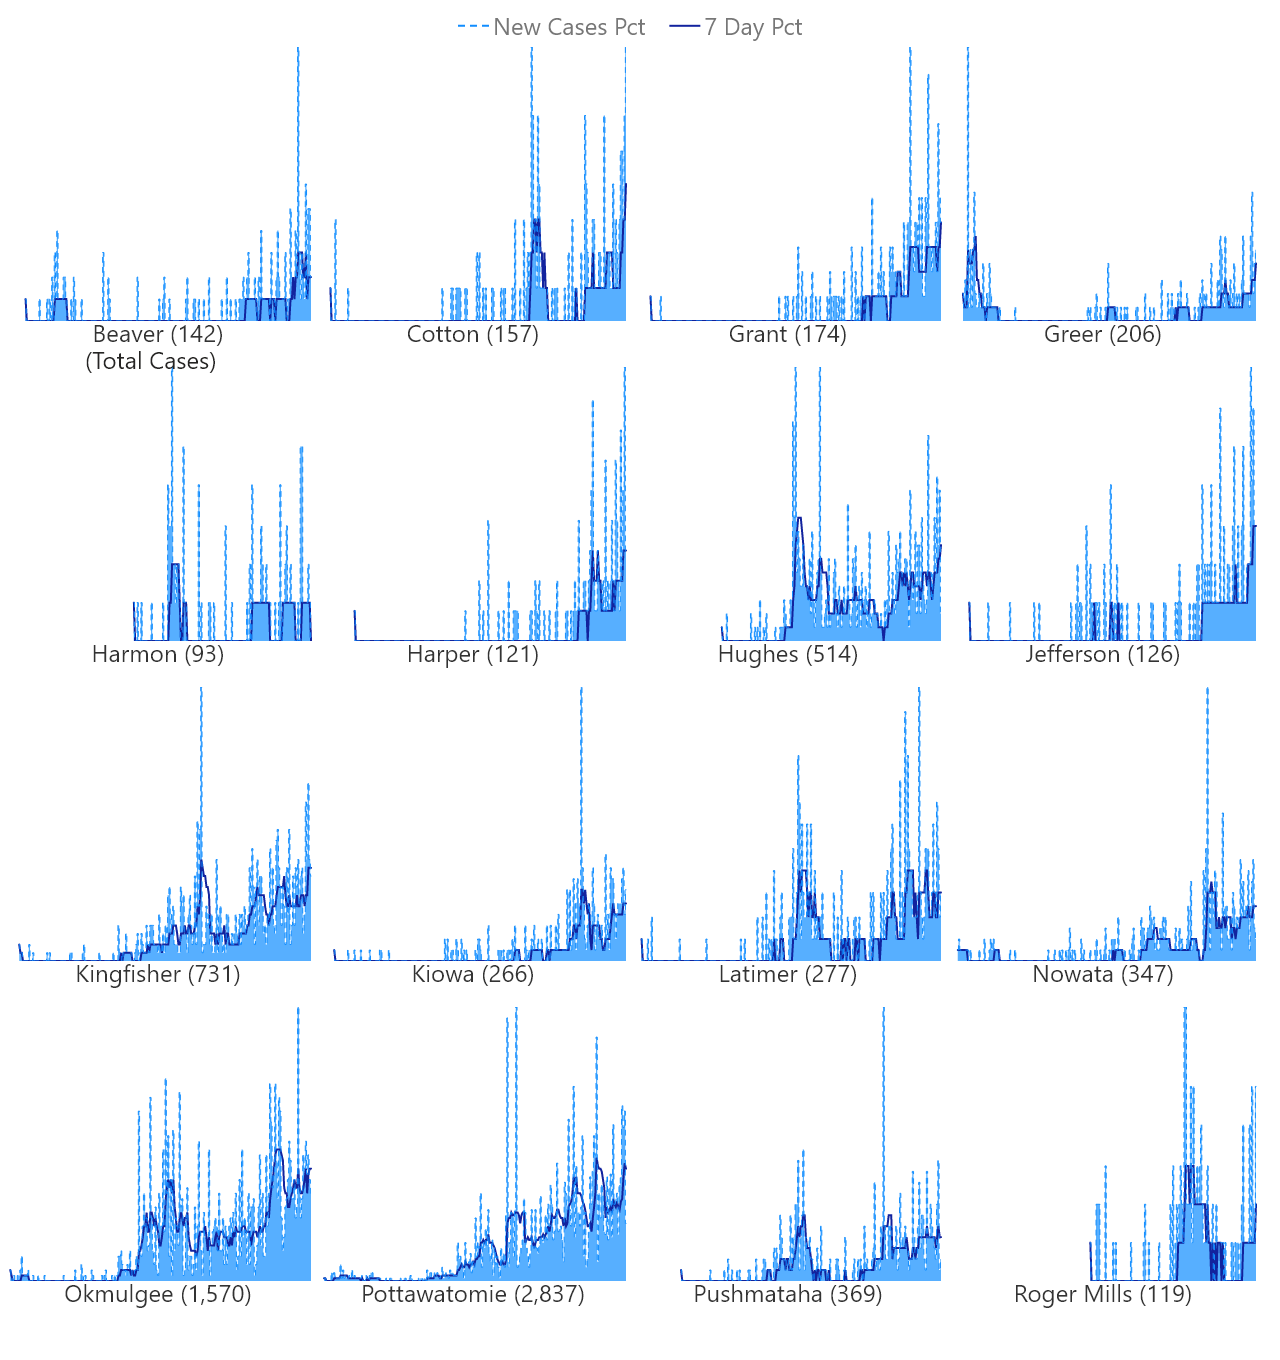 New Cases Pct 7 Day Pct
Beaver (142) Cotton (157) Grant (174) Greer (206)
(Total Cases)
Harmon (93) Harper (121) Hughes (514) Jefferson (126)
Kingfisher (731) Kiowa (266) Latimer (277) Nowata (347)
Okmulgee (1,570) Pottawatomie (2,837) Pushmataha (369) Roger Mills (119)